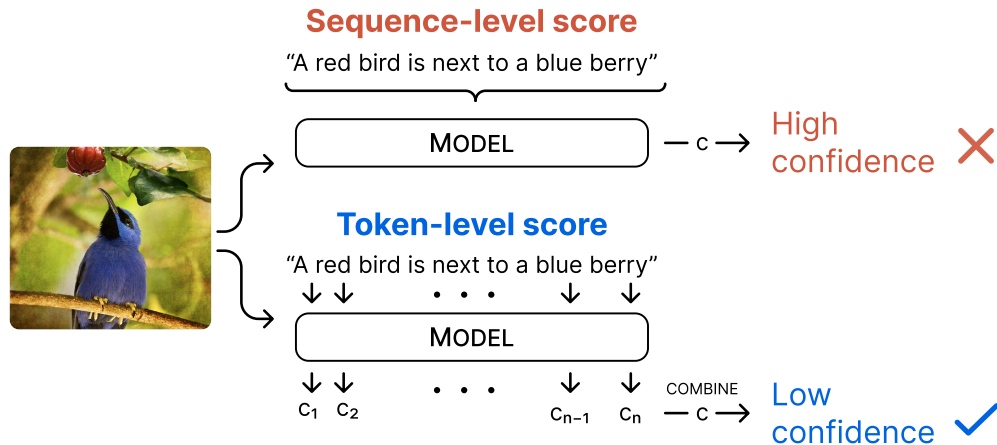 Sequence-level score
“A red bird is next to a blue berry”
MODEL
c
High
confidence
Token-level score
“A red bird is next to a blue berry”
. . .
MODEL
. . .
c₁ c₂ cₙ₋₁ cₙ
COMBINE
c
Low
confidence